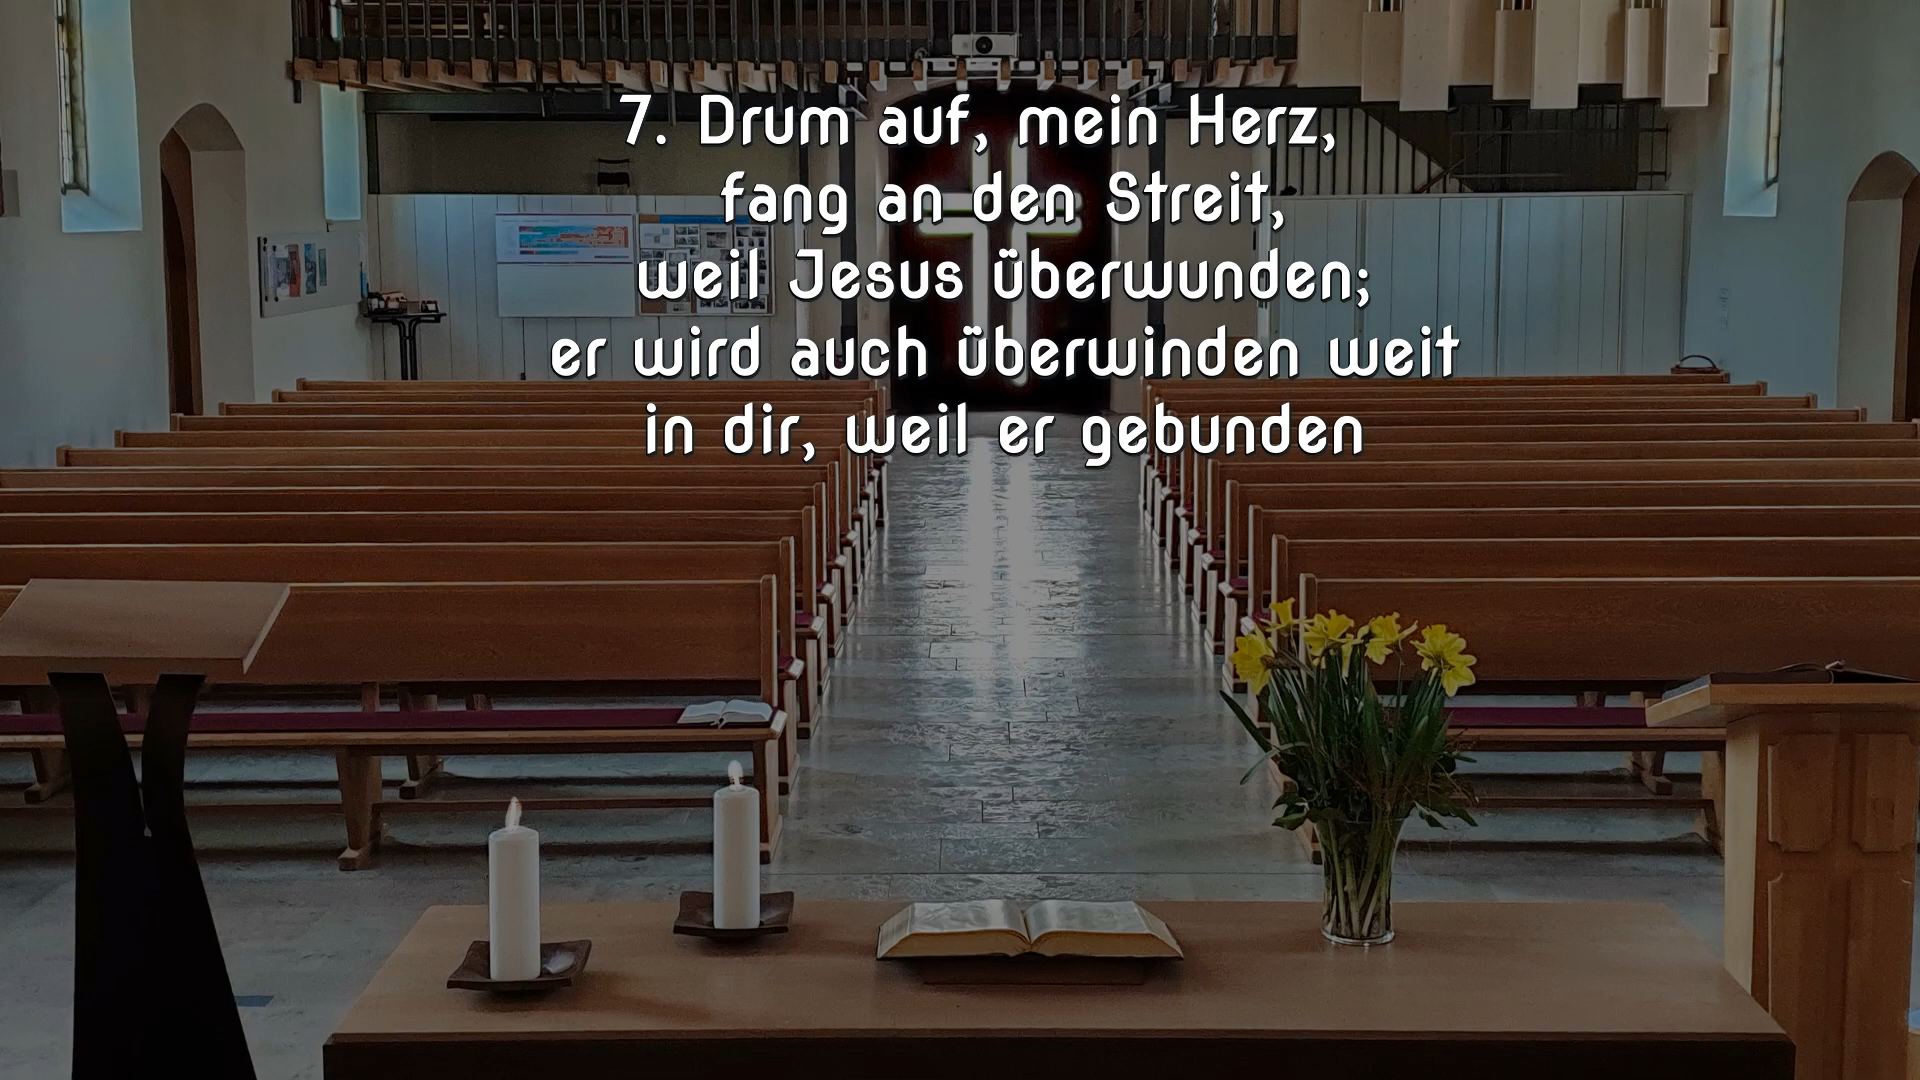 7. Drum auf, mein Herz,
fang an den Streit,
weil Jesus überwunden;
er wird auch überwinden weit
in dir, weil er gebunden